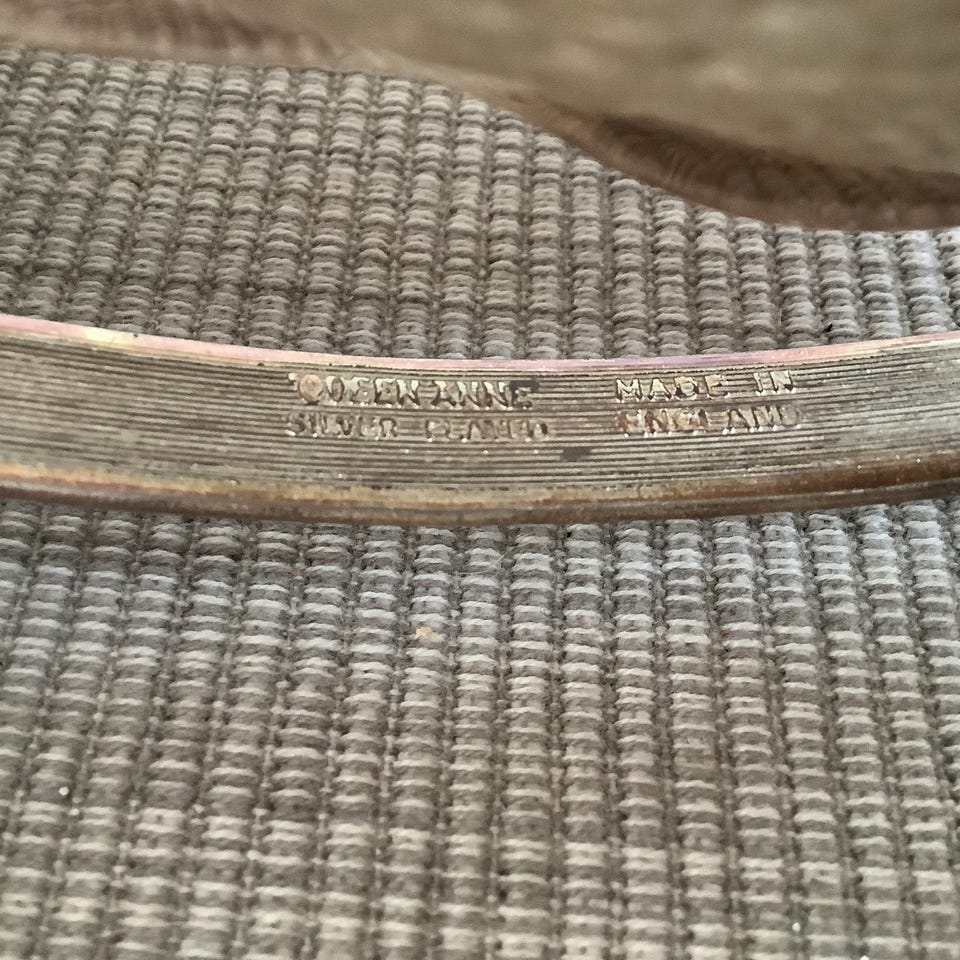 "QUEEN ANNE
SILVER PLATED
MADE IN
ENGLAND